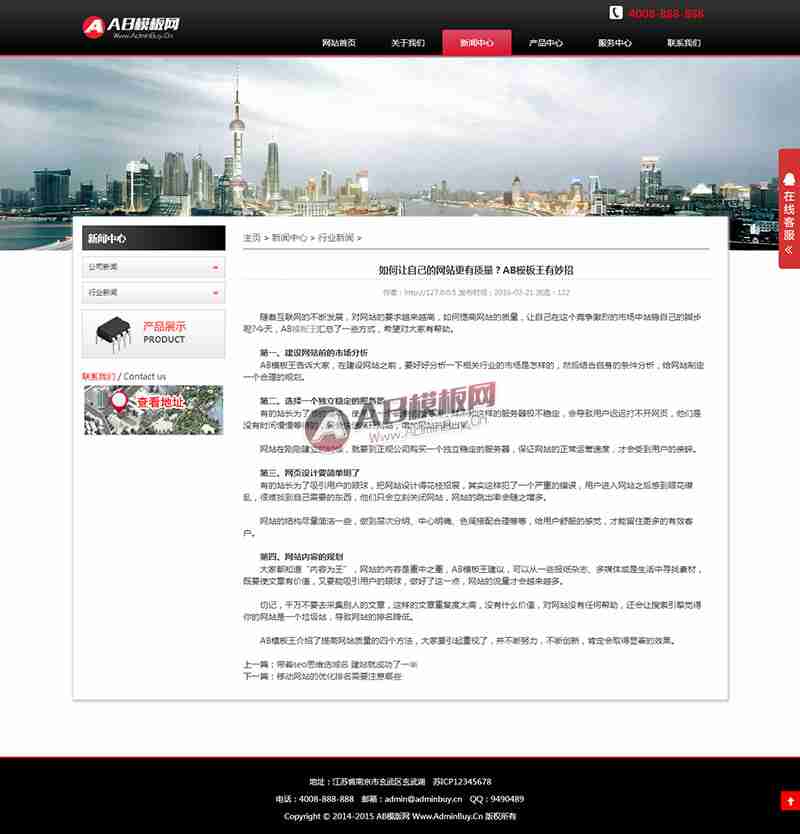 AB模板网
Www.AdminBuy.Cn
4008-888-888
网站首页 关于我们 新闻中心 产品中心 服务中心 联系我们
在线客服
新闻中心
公司新闻
行业新闻
产品展示
PRODUCT
联系我们 / Contact us
查看地址
主页 > 新闻中心 > 行业新闻 >
如何让自己的网站更有质量?AB模板王有妙招
作者:http://127.0.0.5 发布时间:2016-03-21 浏览:122
随着互联网的不断发展,对网站的要求越来越高,如何提高网站的质量,让自己在这个竞争激烈的市场中站稳自己的脚步
呢?今天,AB模板王汇总了一些方式,希望对大家有帮助。
第一、建设网站前的市场分析
AB模板王告诉大家,在建设网站之前,要好好分析一下相关行业的市场是怎样的,然后结合自身的条件分析,给网站制定
一个合理的规划。
第二、选择一个独立稳定的服务器
有的站长为了
这样的服务器极不稳定,会导致用户迟迟打不开网页,他们是
没有时间慢慢等待的,
网站在刚刚建立的时候,就要到正规公司购买一个独立稳定的服务器,保证网站的正常运营速度,才会受到用户的亲睐。
第三、网页设计要简单明了
有的站长为了吸引用户的眼球,把网站设计得花枝招展,其实这样犯了一个严重的错误,用户进入网站之后感到眼花缭
乱,很难找到自己需要的东西,他们只会立刻关闭网站,网站的跳出率会随之增多。
网站的结构尽量简洁一些,做到层次分明、中心明确、色调搭配合理等等,给用户舒服的感觉,才能留住更多的有效客
户。
第四、网站内容的规划
大家都知道“内容为王”,网站的内容是重中之重,AB模板王建议,可以从一些报纸杂志、多媒体或是生活中寻找素材,
既要使文章有价值,又要能吸引用户的眼球,做好了这一点,网站的流量才会越来越多。
切记,千万不要去采集别人的文章,这样的文章重复度太高,没有什么价值,对网站没有任何帮助,还会让搜索引擎觉得
你的网站是一个垃圾站,导致网站的排名降低。
AB模板王介绍了提高网站质量的四个方法,大家要引起重视了,并不断努力,不断创新,肯定会取得显著的效果。
上一篇:带着seo思维选域名 建站就成功了一半
下一篇:移动网站的优化排名需要注意哪些
AB模板网
Www.AdminBuy.Cn
地址:江苏省南京市玄武区玄武湖 苏ICP12345678
电话:4008-888-888 邮箱:admin@adminbuy.cn QQ:9490489
Copyright © 2014-2015 AB模板网 Www.AdminBuy.Cn 版权所有